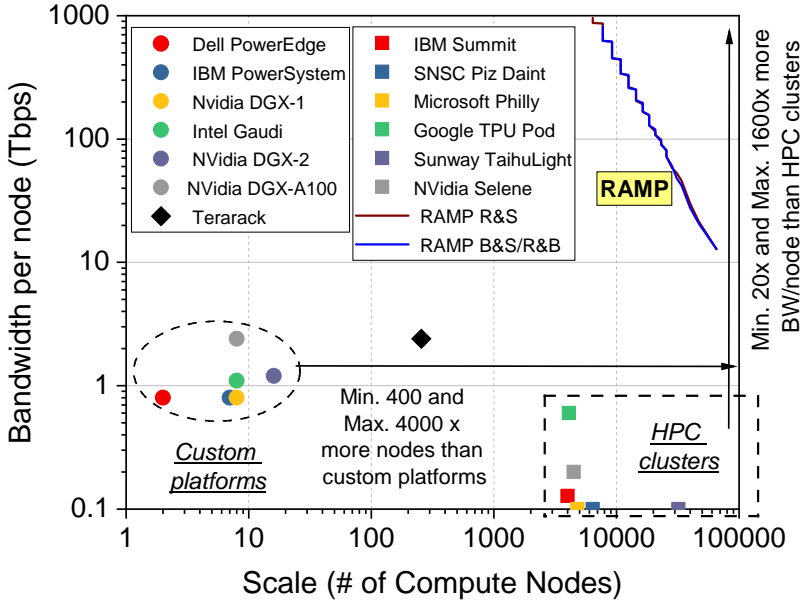 1000
100
10
1
0.1
Bandwidth per node (Tbps)
Dell PowerEdge
IBM PowerSystem
Nvidia DGX-1
Intel Gaudi
NVidia DGX-2
NVidia DGX-A100
Terarack
IBM Summit
SNSC Piz Daint
Microsoft Philly
Google TPU Pod
Sunway TaihuLight
NVidia Selene
RAMP R&S
RAMP B&S/R&B
RAMP
Min. 20x and Max. 1600x more
BW/node than HPC clusters
Custom
platforms
Min. 400 and
Max. 4000 x
more nodes than
custom platforms
HPC
clusters
1
10
100
1000
10000
100000
Scale (# of Compute Nodes)